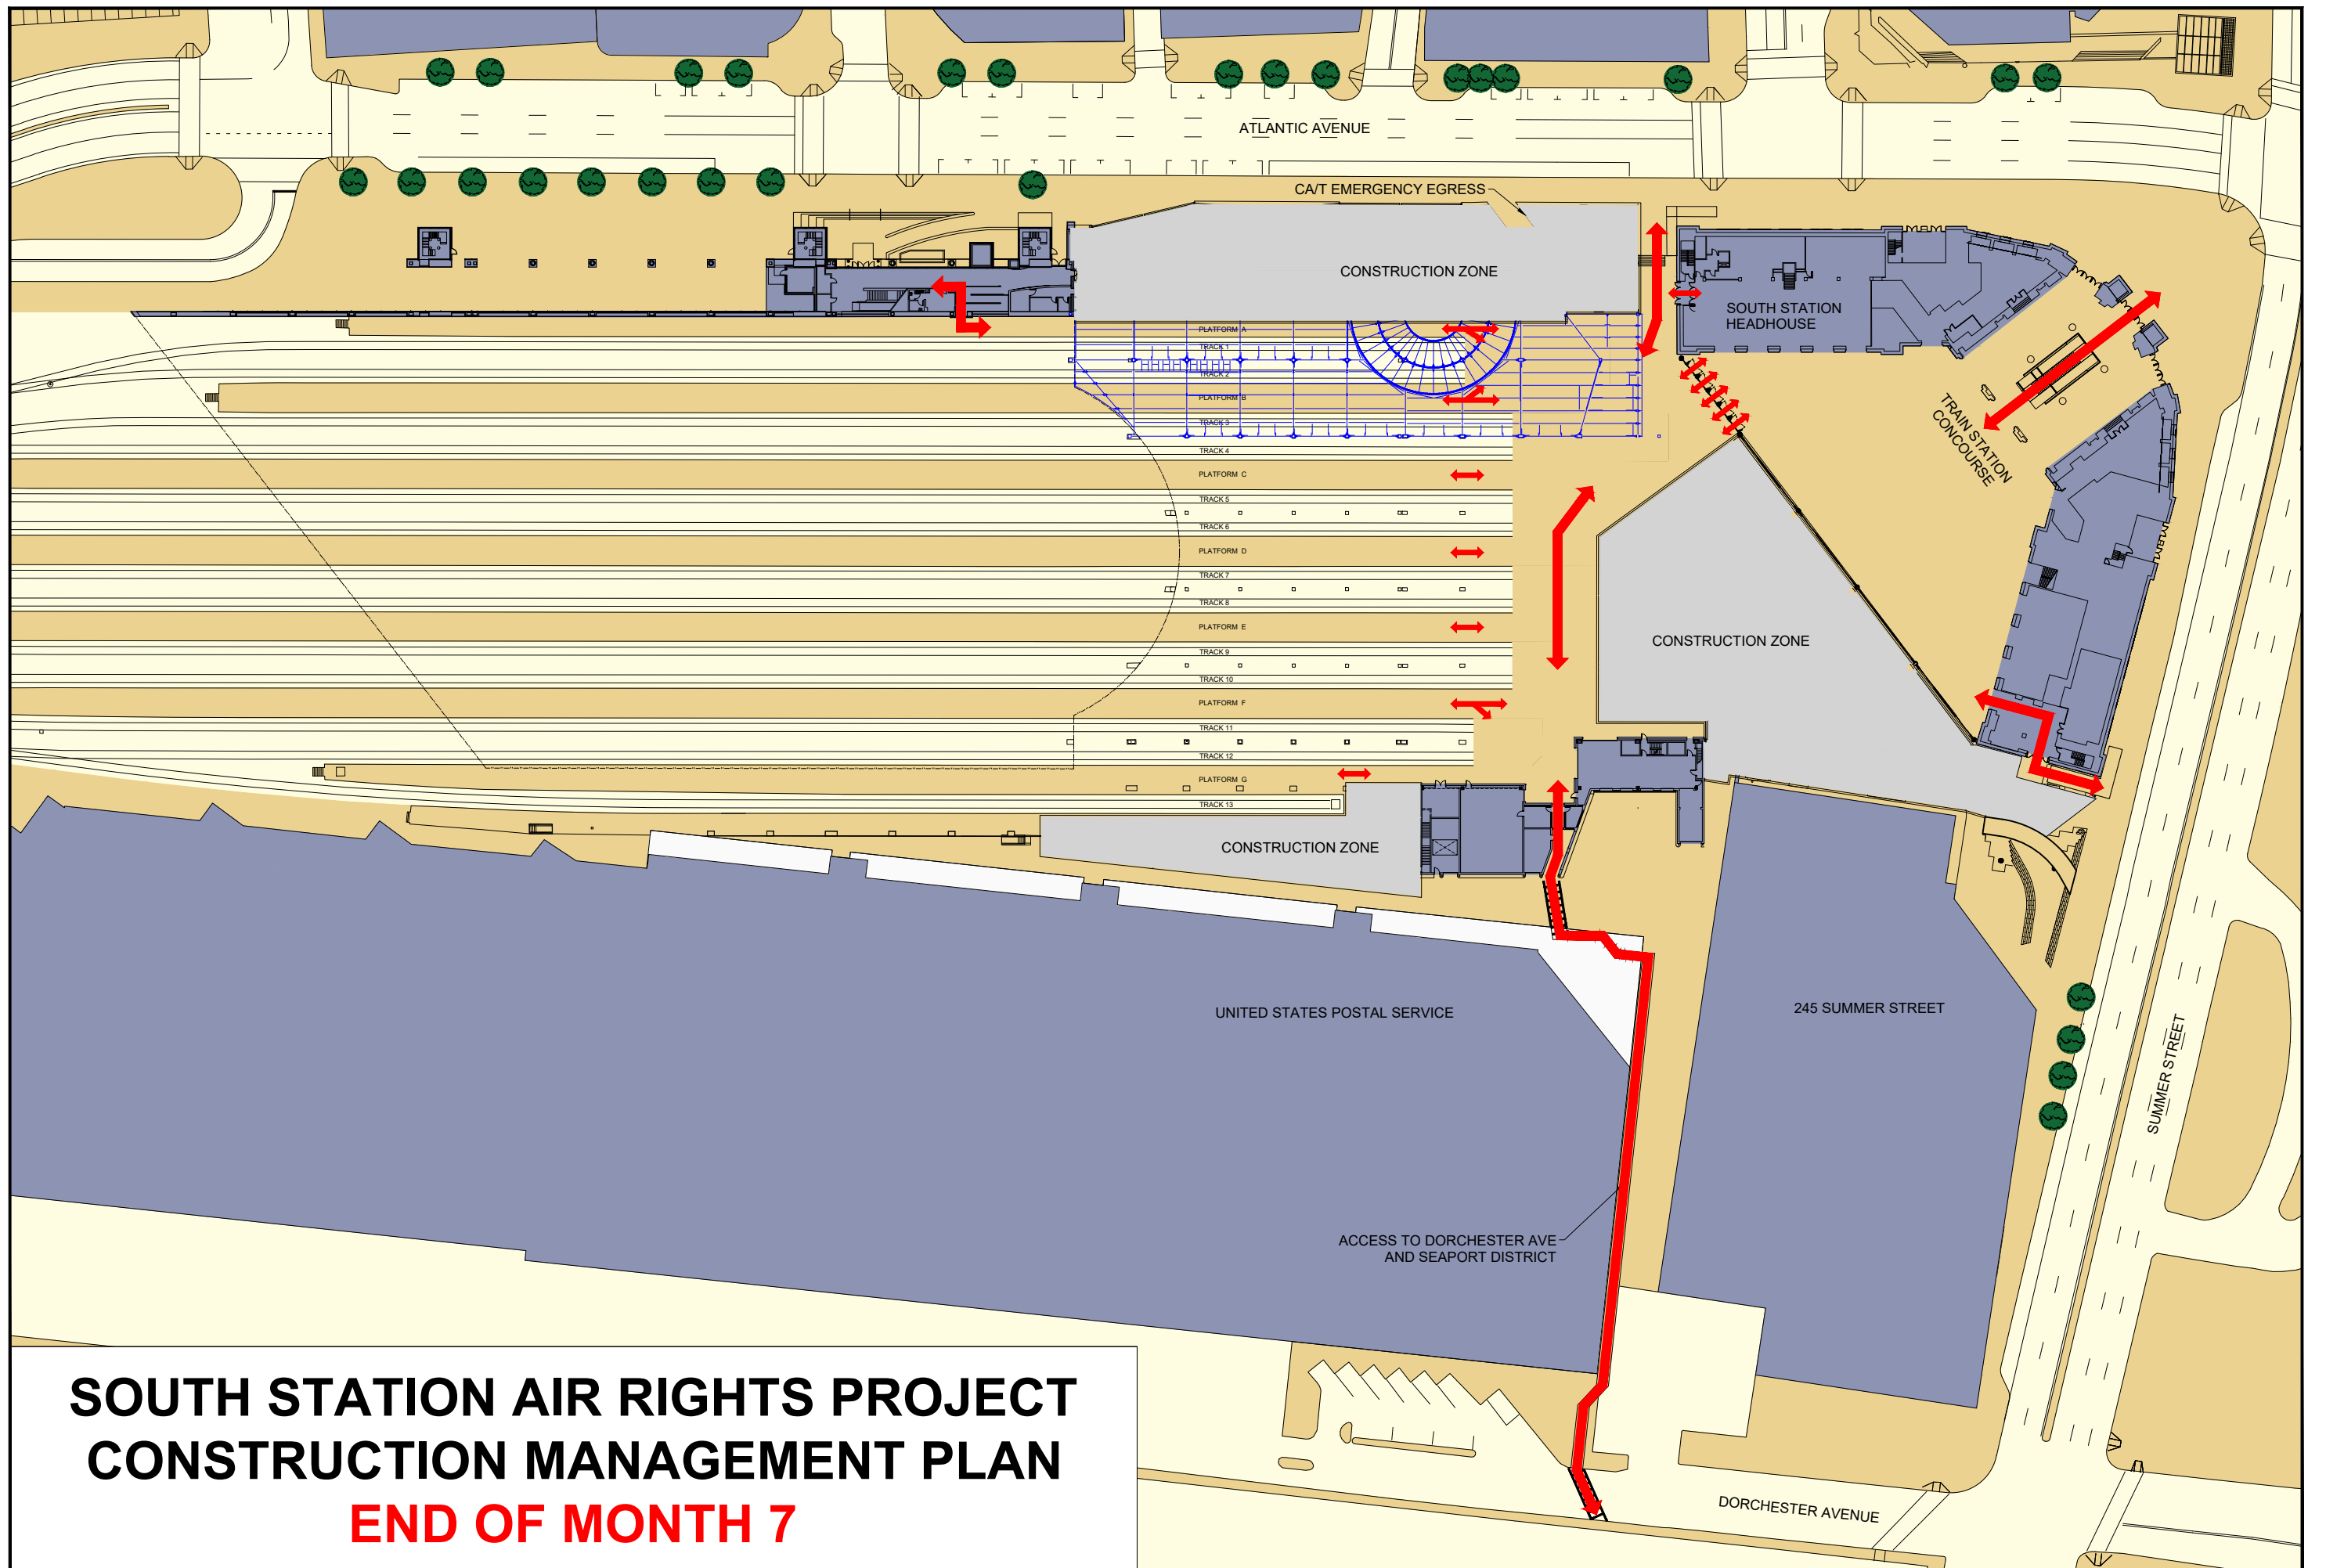 ATLANTIC AVENUE
CA/T EMERGENCY EGRESS
CONSTRUCTION ZONE
SOUTH STATION
HEADHOUSE
PLATFORM A
TRACK 1
TRACK 2
PLATFORM B
TRACK 3
TRACK 4
PLATFORM C
TRACK 5
TRACK 6
PLATFORM D
TRACK 7
TRACK 8
PLATFORM E
TRACK 9
TRACK 10
PLATFORM F
TRACK 11
TRACK 12
PLATFORM G
TRACK 13
TRAIN STATION
CONCOURSE
CONSTRUCTION ZONE
CONSTRUCTION ZONE
UNITED STATES POSTAL SERVICE
245 SUMMER STREET
SUMMER STREET
ACCESS TO DORCHESTER AVE
AND SEAPORT DISTRICT
DORCHESTER AVENUE
SOUTH STATION AIR RIGHTS PROJECT
CONSTRUCTION MANAGEMENT PLAN
END OF MONTH 7